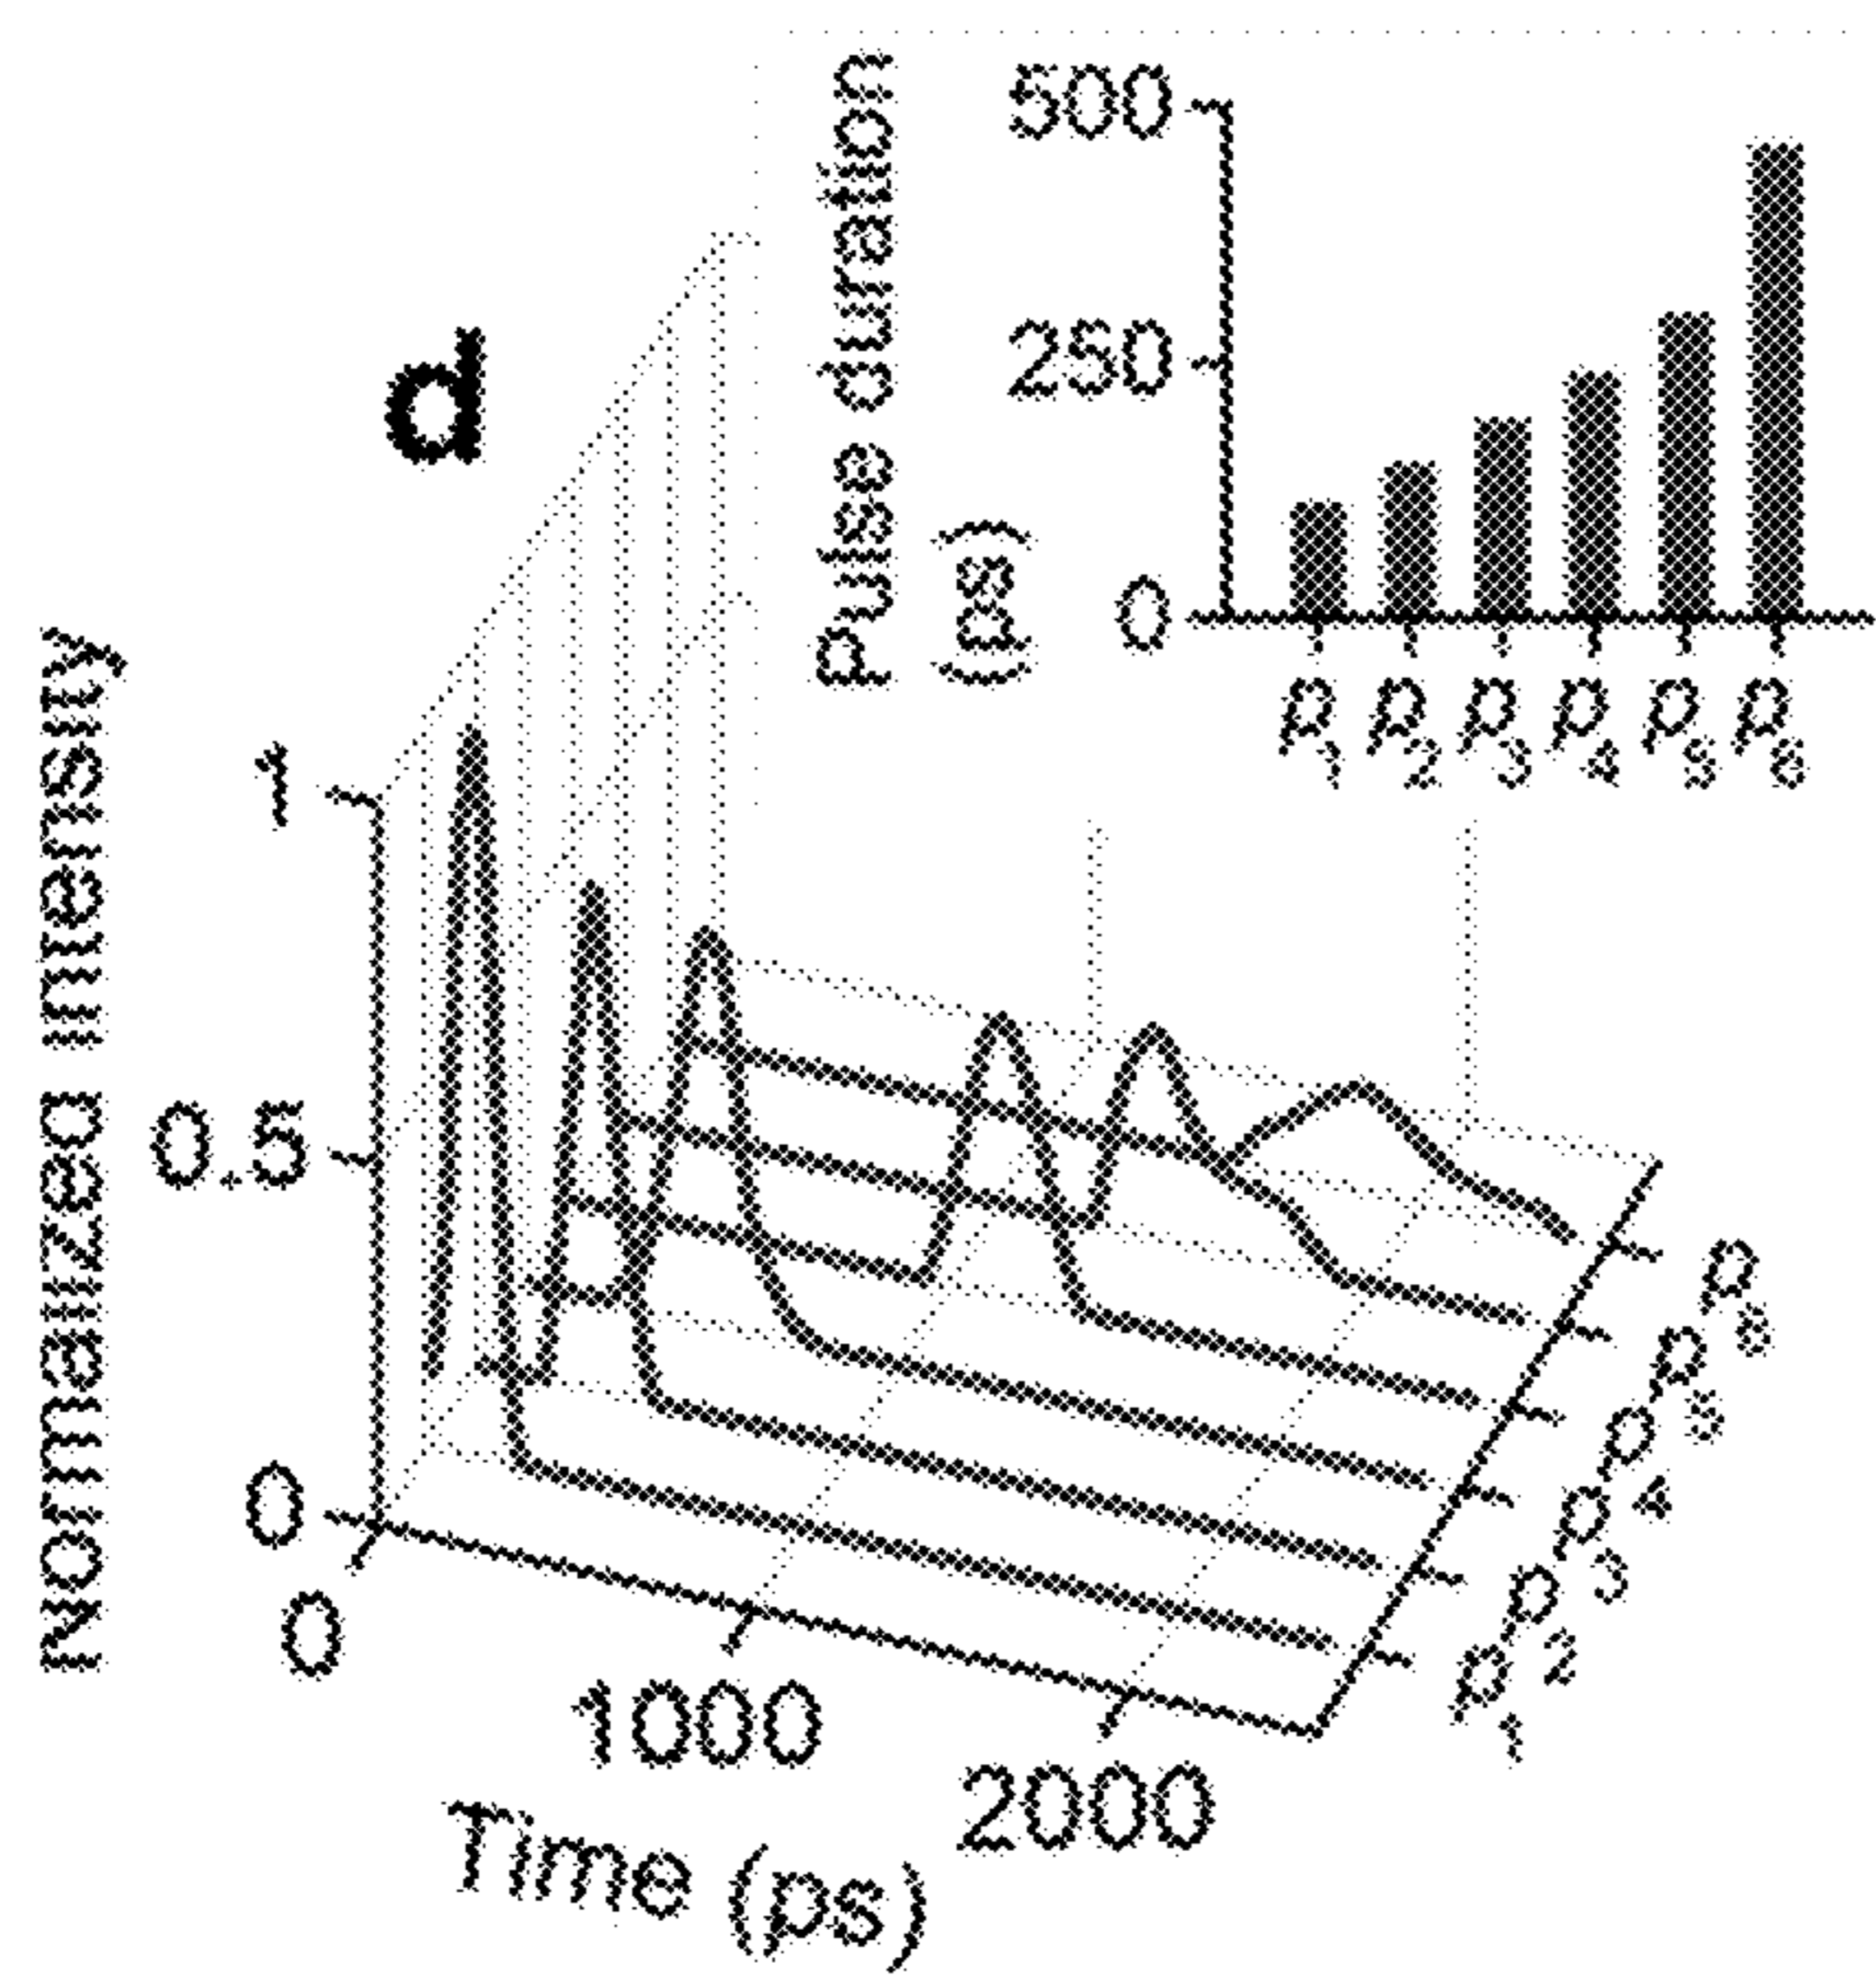 d
Pulse duration
(ps)
500
250
0
p1 p2 p3 p4 p5 p6
Normalized intensity
1
0.5
0
0
1000
2000
Time (ps)
p1
p2
p3
p4
p5
p6